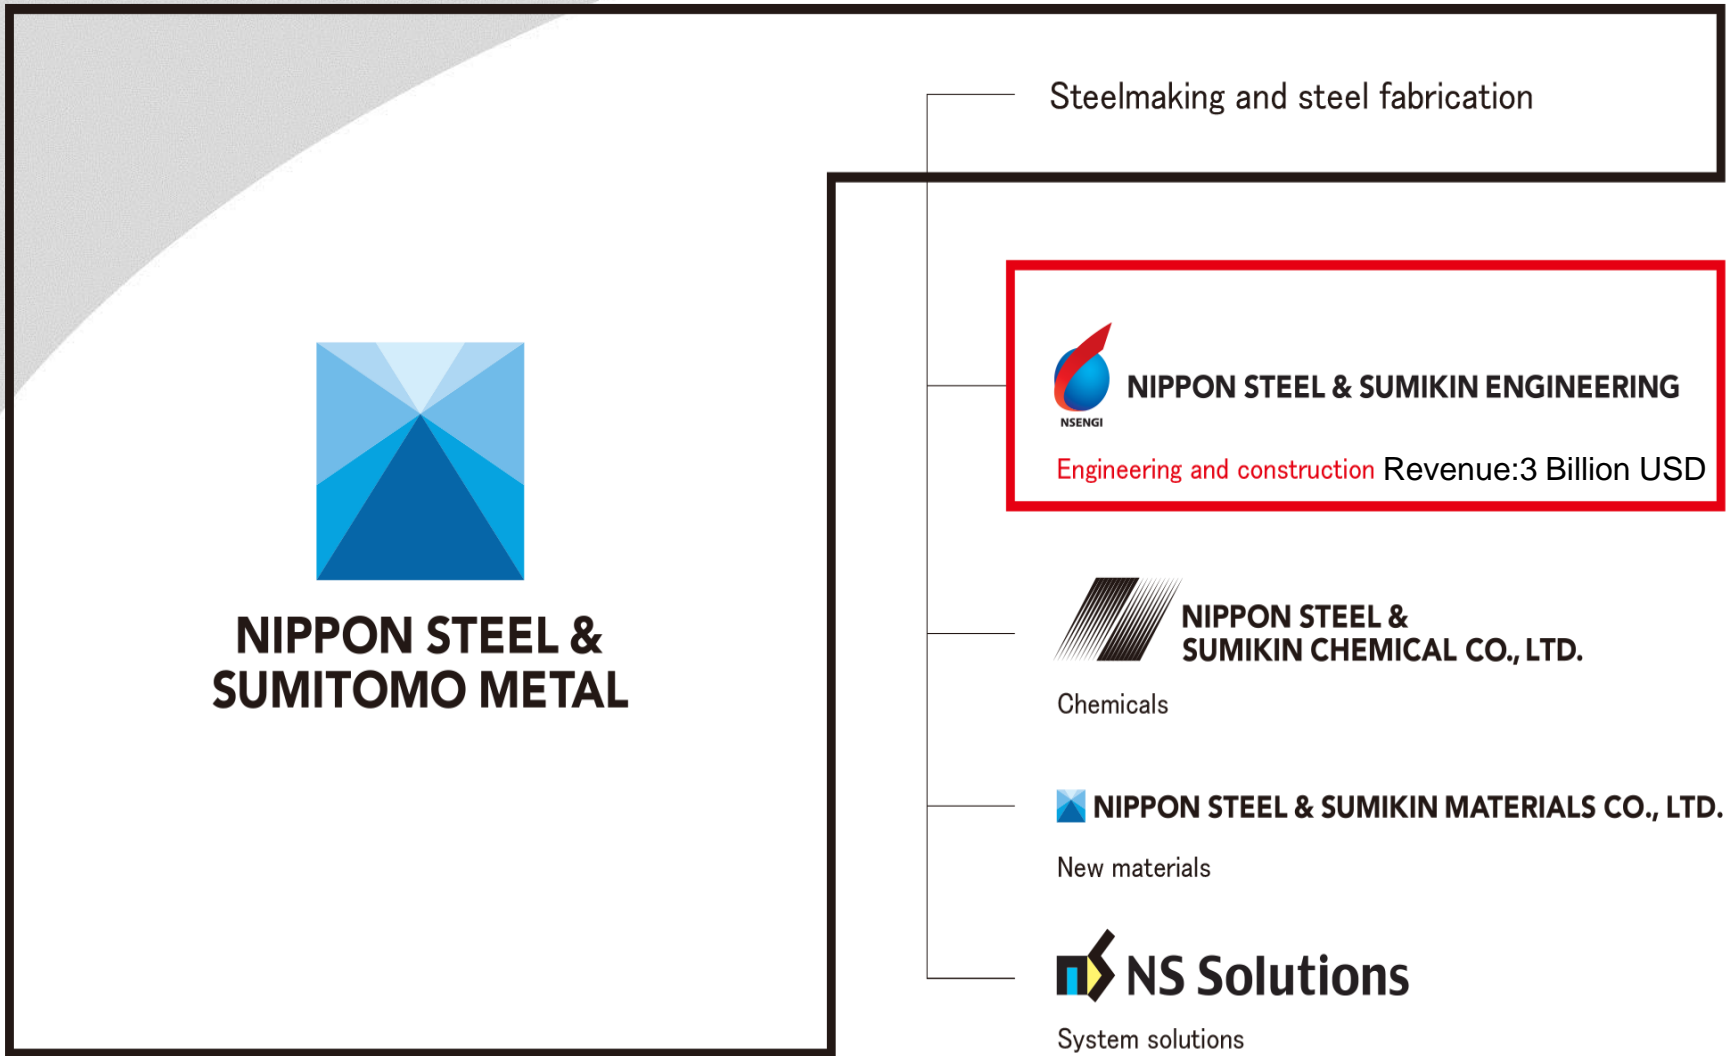 Steelmaking and steel fabrication
NIPPON STEEL &
SUMITOMO METAL
NSENGI
NIPPON STEEL & SUMIKIN ENGINEERING
Engineering and construction Revenue:3 Billion USD
NIPPON STEEL &
SUMIKIN CHEMICAL CO., LTD.
Chemicals
NIPPON STEEL & SUMIKIN MATERIALS CO., LTD.
New materials
ns NS Solutions
System solutions